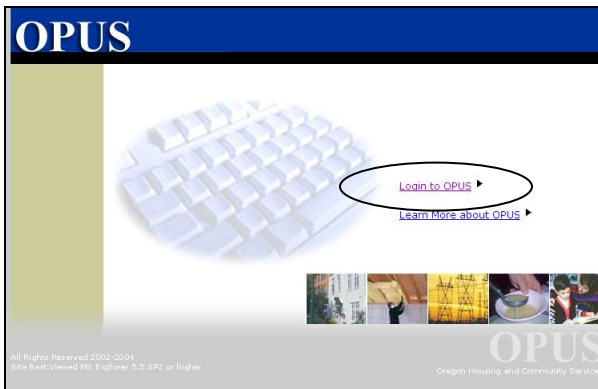 OPUS
Login to OPUS
Learn More about OPUS
OPUS
All Rights Reserved 2002-2004
Site Best Viewed MS Explorer 5.5 SP2 or higher
Oregon Housing and Community Service